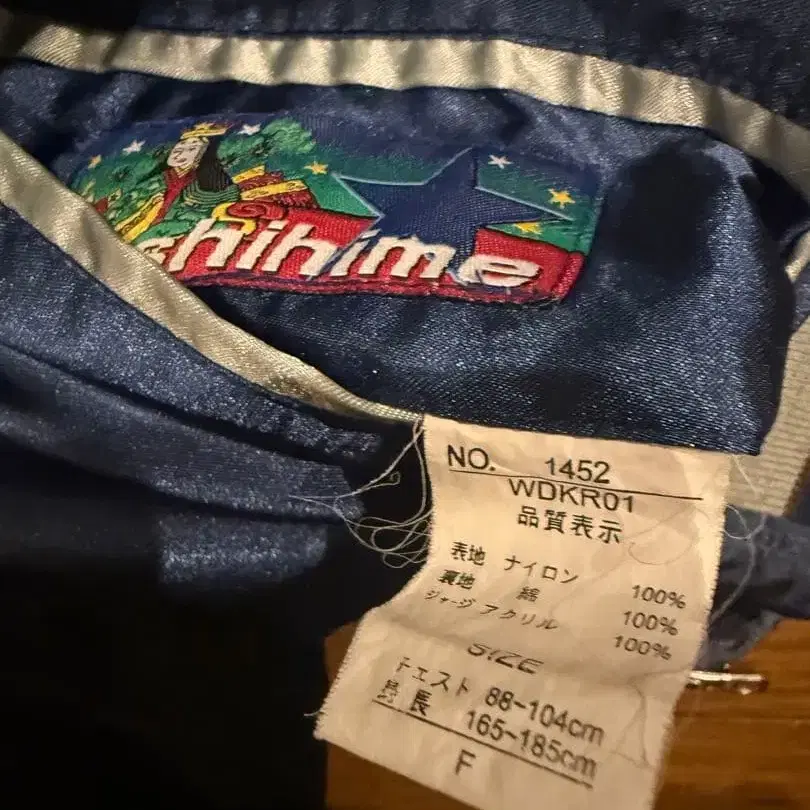 shihime
NO. 1452
WDKR01
品質表示
表地 ナイロン 100%
裏地 綿 100%
ジャージ アクリル 100%
SIZE
チェスト 88-104cm
身長 165-185cm
F